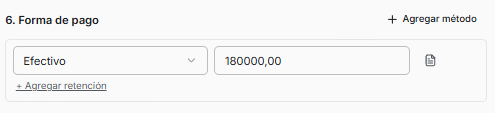 6. Forma de pago
+ Agregar método
Efectivo
180000,00
+ Agregar retención